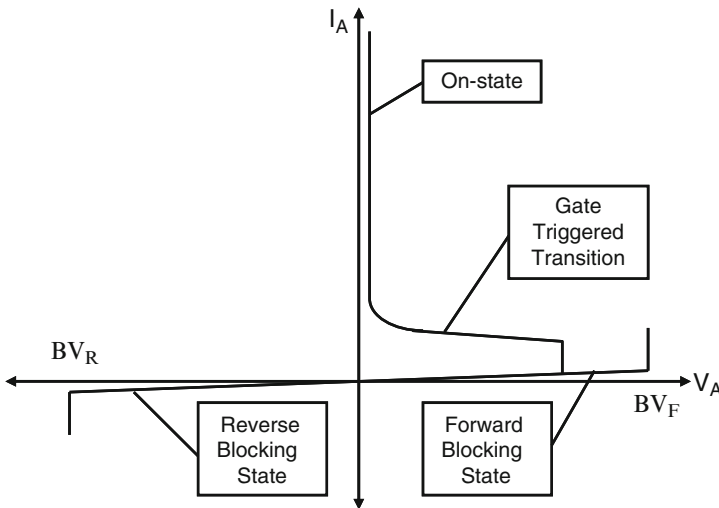 I_A
On-state
Gate
Triggered
Transition
BV_R
V_A
BV_F
Reverse
Blocking
State
Forward
Blocking
State